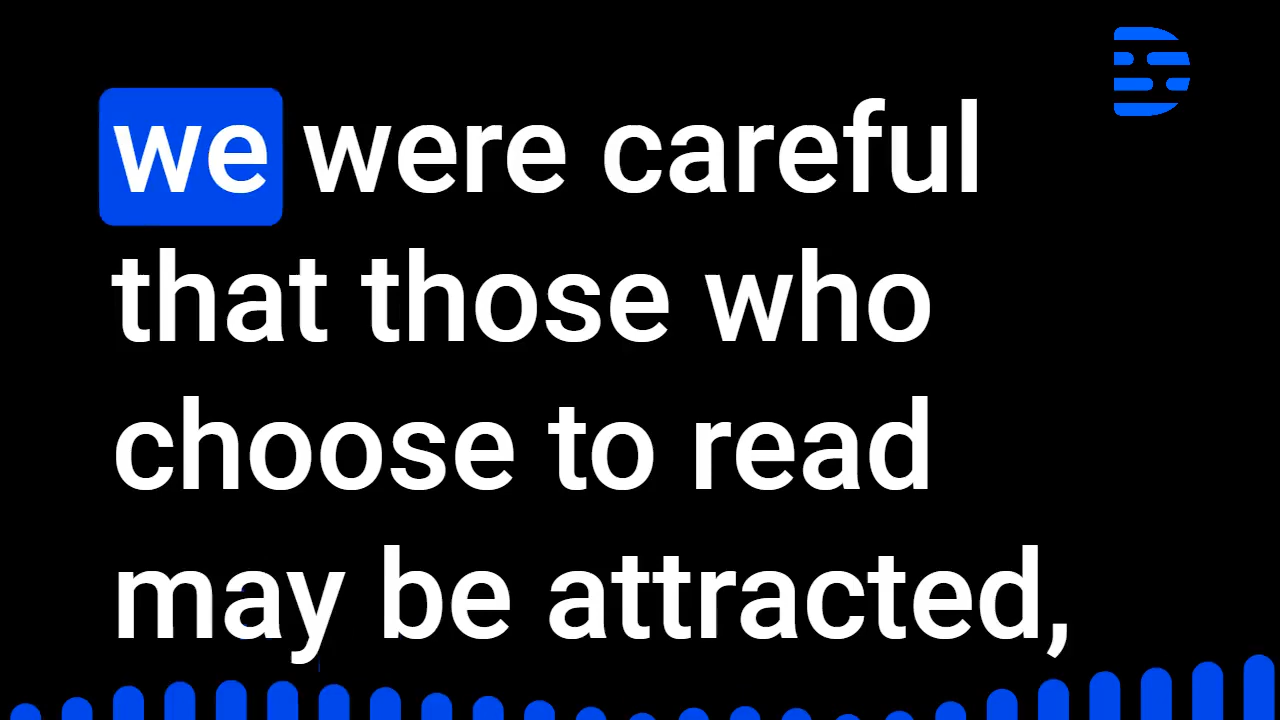 we were careful
that those who
choose to read
may be attracted,